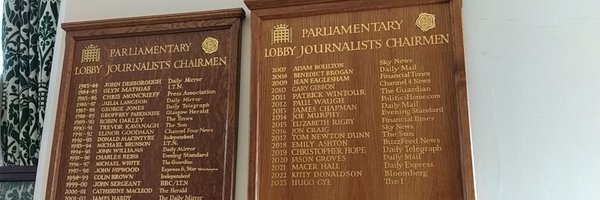 PARLIAMENTARY
LOBBY JOURNALISTS CHAIRMEN
1983-84 JOHN DESBOROUGH Daily Mirror
1984-85 GLYN MATHIAS I.T.N.
1985-86 CHRIS MONCRIEFF Press Association
1986-87 JULIA LANGDON Daily Mirror
1987-88 GEORGE JONES Daily Telegraph
1988-89 GEOFFREY PARKHOUSE Glasgow Herald
1989-90 ROBIN OAKLEY The Times
1990-91 TREVOR KAVANAGH The Sun
1991-92 ELINOR GOODMAN Channel Four News
1992-93 DONALD MACINTYRE Independent
1993-94 MICHAEL BRUNSON I.T.N.
1994-95 JOHN WILLIAMS Daily Mirror
1995-96 CHARLES REISS Evening Standard
1996-97 MICHAEL WHITE The Guardian
1997-98 JOHN HIPWOOD Express & Star
1998-99 COLIN BROWN Independent
1999-00 JOHN SERGEANT BBC/ITN
2000-01 CATHERINE MACLEOD The Herald
2001-02 JAMES HARDY The Daily Mirror
PARLIAMENTARY
LOBBY JOURNALISTS CHAIRMEN
2007 ADAM BOULTON Sky News
2008 BENEDICT BROGAN Daily Mail
2009 JEAN EAGLESHAM Financial Times
2010 GARY GIBBON Channel 4 News
2011 PATRICK WINTOUR The Guardian
2012 PAUL WAUGH PoliticsHome.com
2013 JAMES CHAPMAN Daily Mail
2014 JOE MURPHY Evening Standard
2015 ELIZABETH RIGBY Financial Times
2016 JON CRAIG Sky News
2017 TOM NEWTON DUNN The Sun
2018 EMILY ASHTON BuzzFeed News
2019 CHRISTOPHER HOPE Daily Telegraph
2020 JASON GROVES Daily Mail
2021 MACER HALL Daily Express
2022 KITTY DONALDSON Bloomberg
2023 HUGO GYE The I